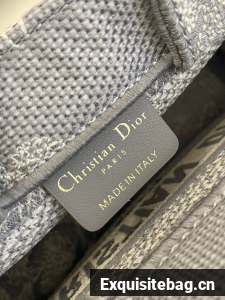 Christian Dior
PARIS
MADE IN ITALY
Exquisitebag.cn